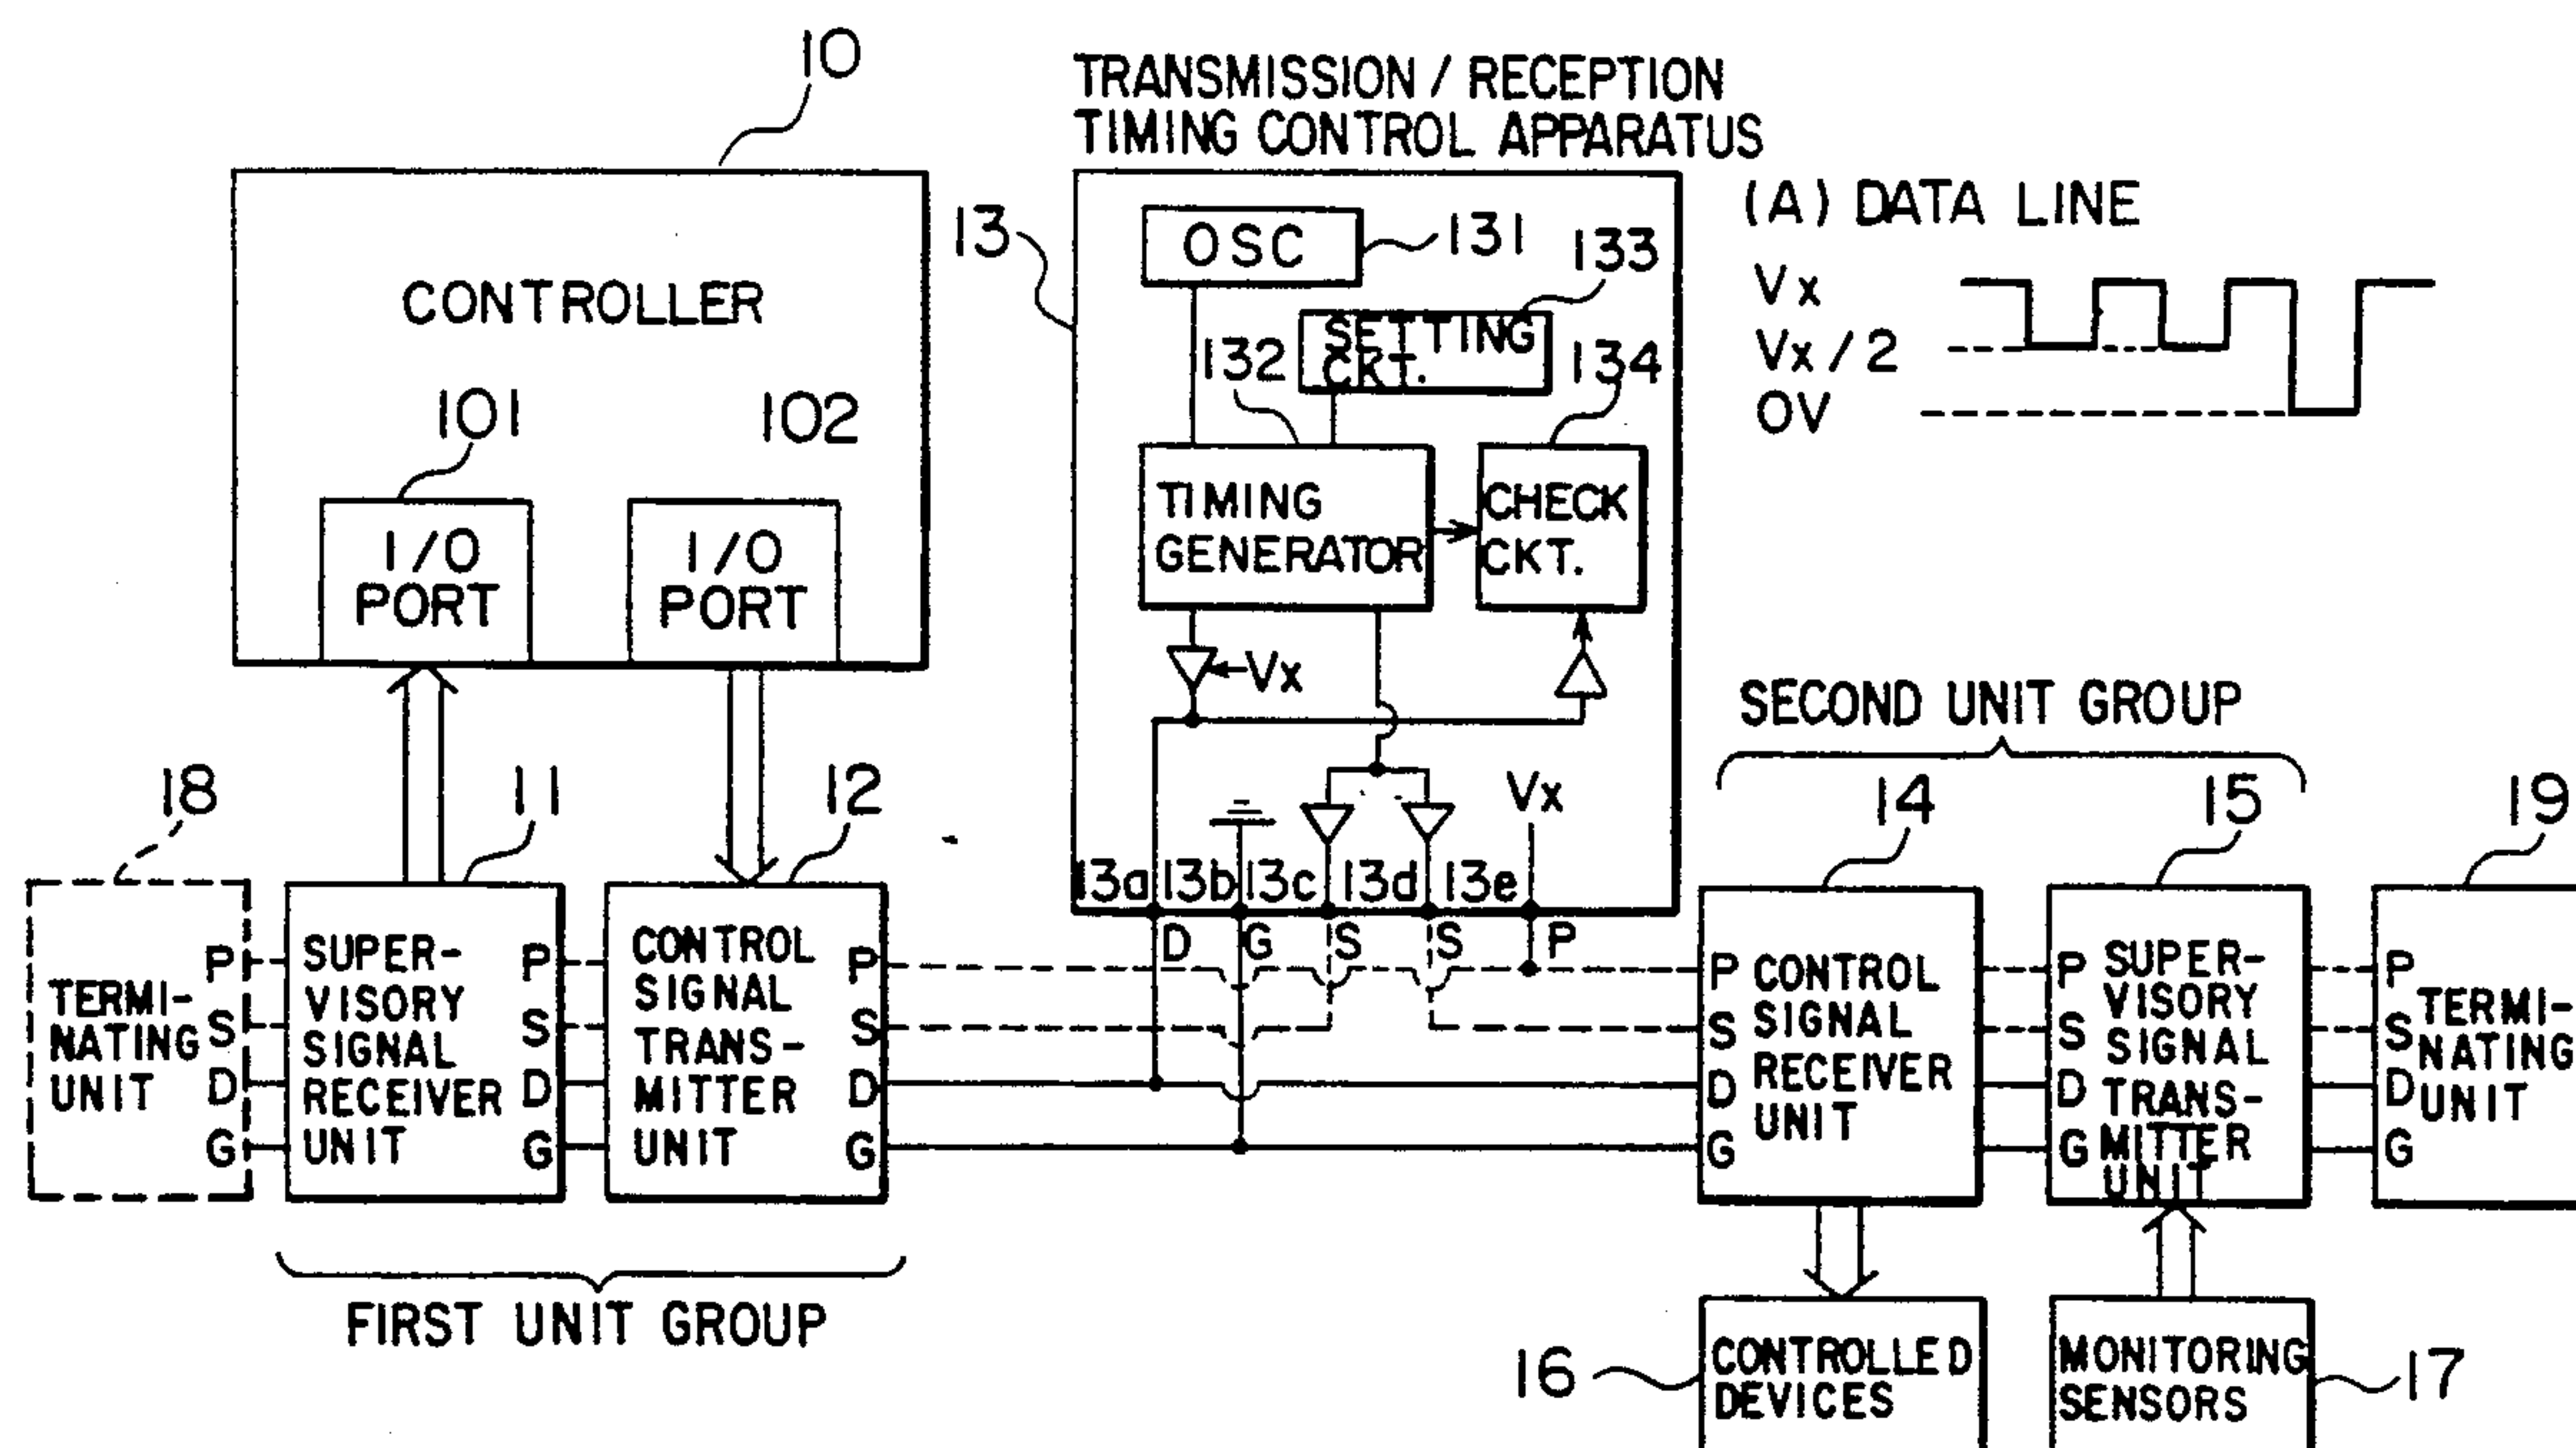 10
CONTROLLER
101
102
I/O
PORT
I/O
PORT
TRANSMISSION / RECEPTION
TIMING CONTROL APPARATUS
13
OSC
131
133
SETTING
CKT.
132
134
TIMING
GENERATOR
CHECK
CKT.
Vx
Vx
13a
13b
13c
13d
13e
D
G
S
S
P
(A) DATA LINE
Vx
Vx/2
0V
SECOND UNIT GROUP
18
11
12
14
15
19
TERMI-
NATING
UNIT
P
S
D
G
SUPER-
VISORY
SIGNAL
RECEIVER
UNIT
P
S
D
G
CONTROL
SIGNAL
TRANS-
MITTER
UNIT
P
S
D
G
P
S
D
G
CONTROL
SIGNAL
RECEIVER
UNIT
P
S
D
G
SUPER-
VISORY
SIGNAL
TRANS-
MITTER
UNIT
P
S
D
G
TERMI-
NATING
UNIT
FIRST UNIT GROUP
16
CONTROLLED
DEVICES
MONITORING
SENSORS
17